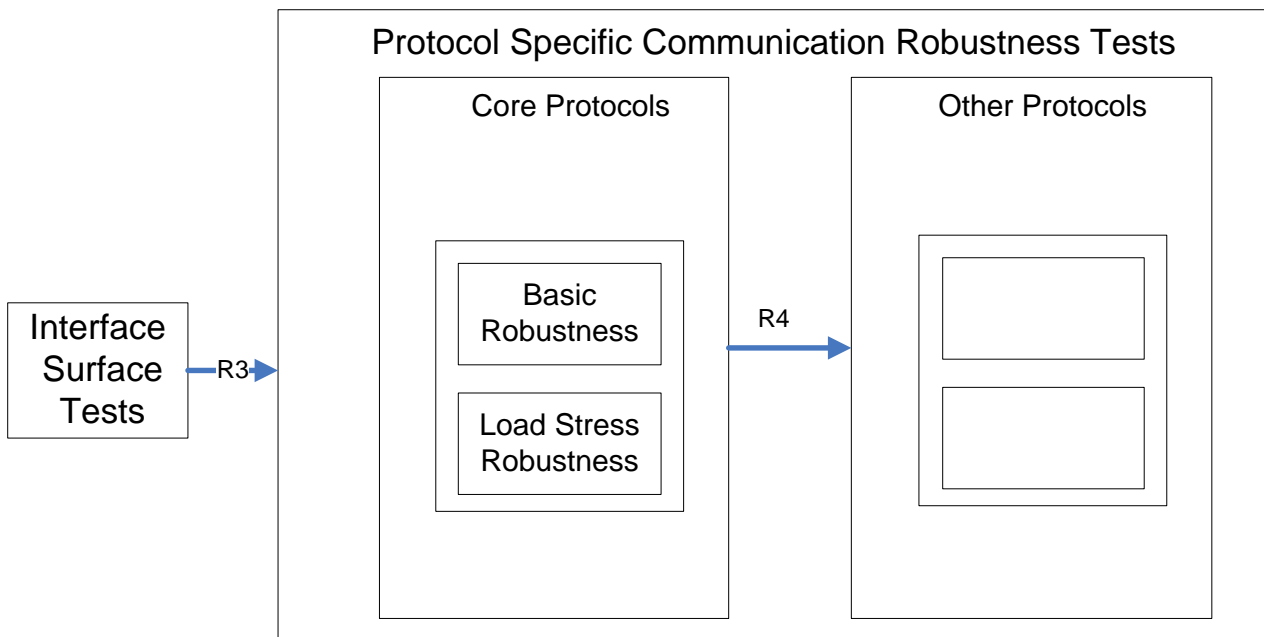 Protocol Specific Communication Robustness Tests
Core Protocols
Other Protocols
Basic
Robustness
Load Stress
Robustness
Interface
Surface
Tests
R3
R4